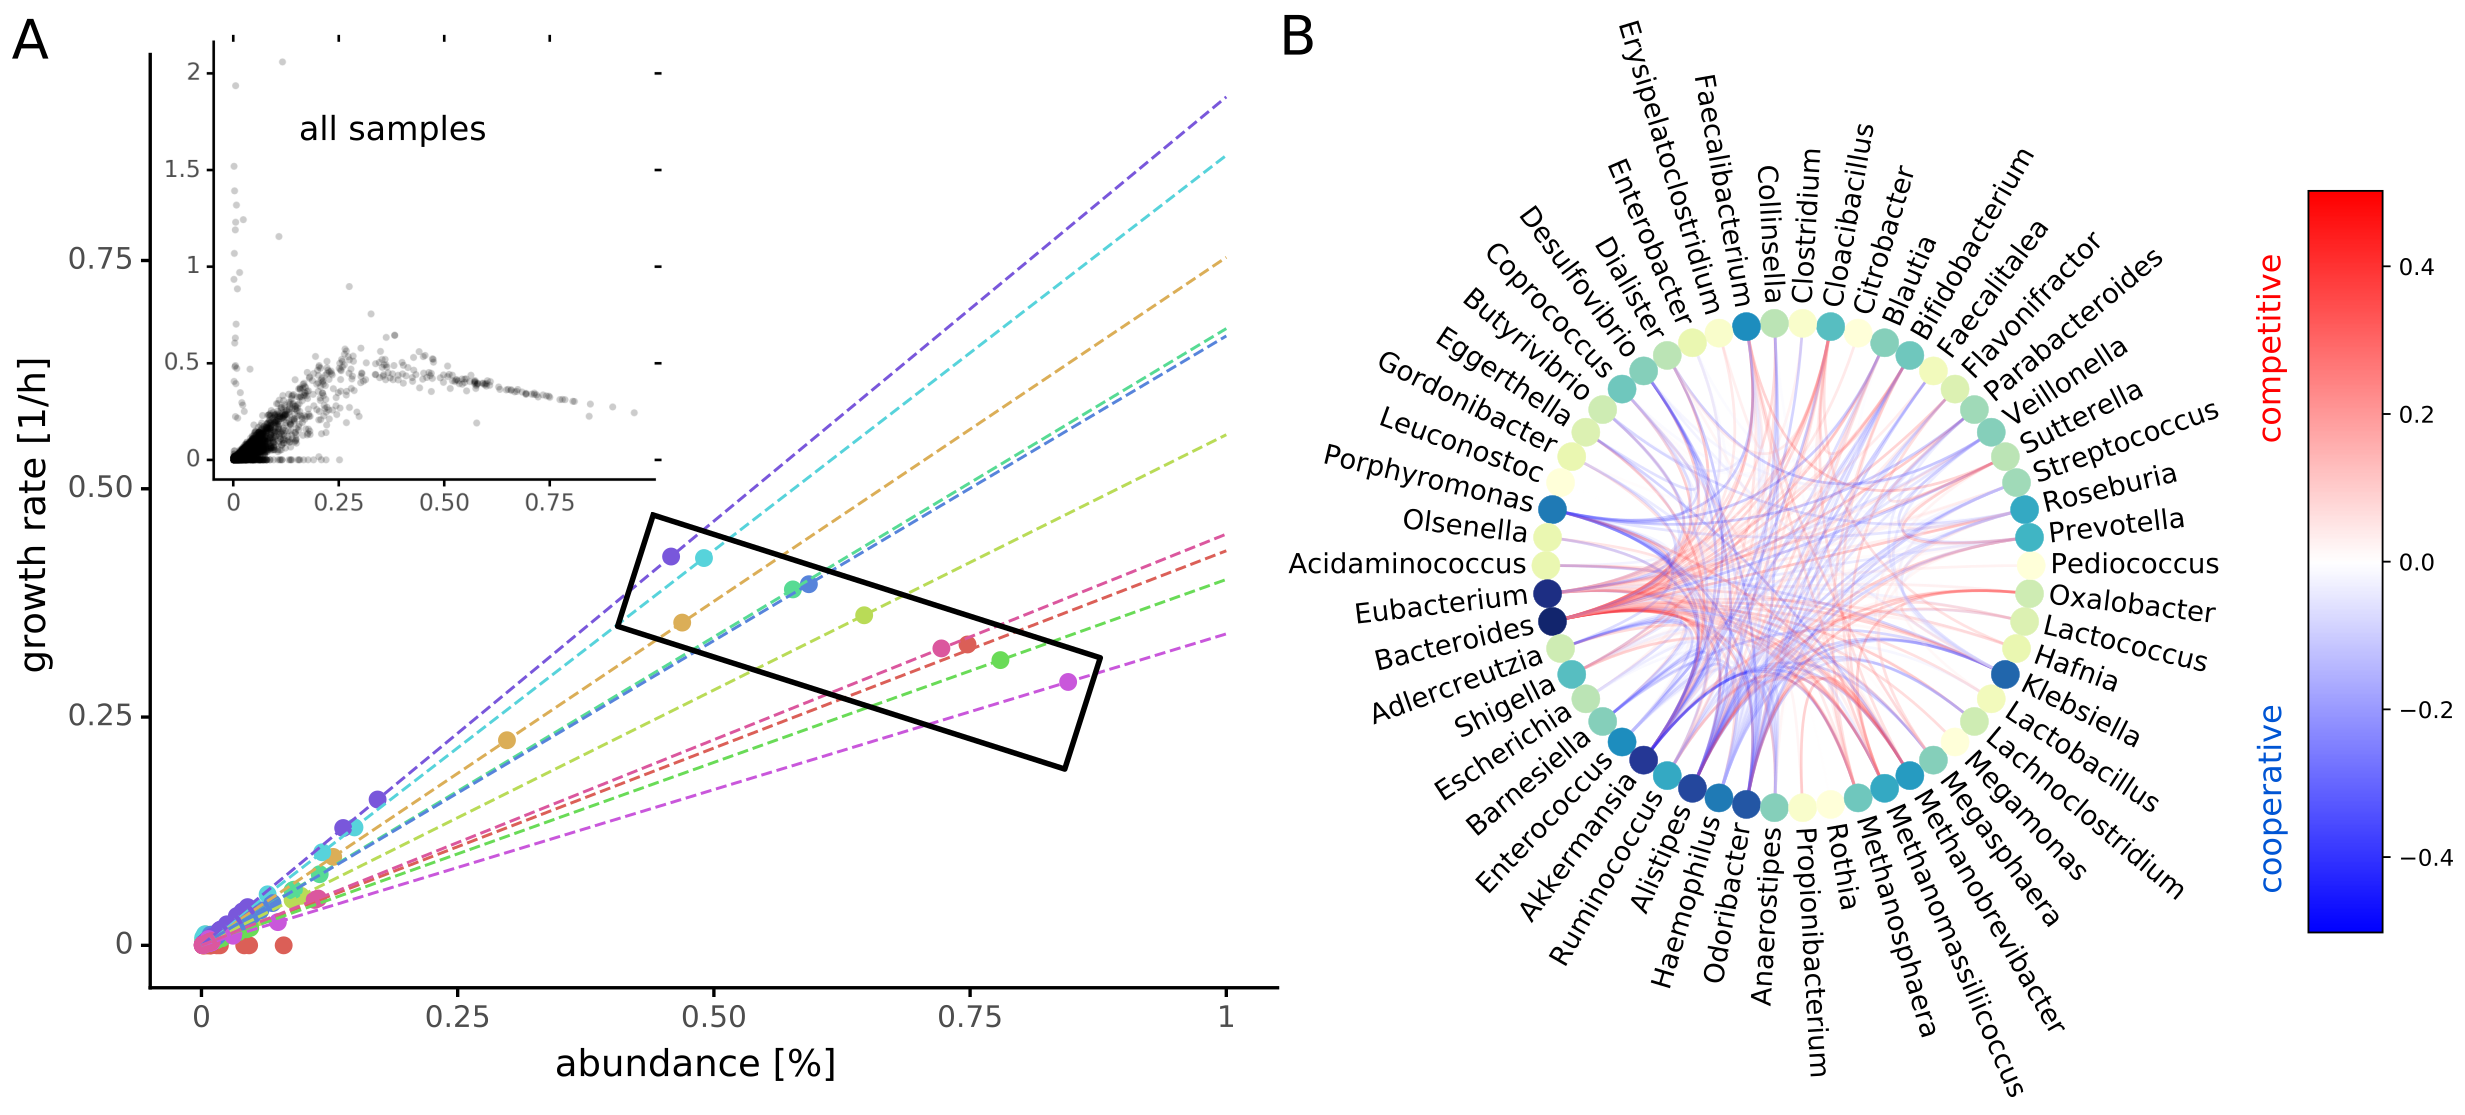 A
all samples
2
1.5
1
0.5
0
0
0.25
0.50
0.75
growth rate [1/h]
0.75
0.50
0.25
0
0
0.25
0.50
0.75
1
abundance [%]
B
Erysipelatoclostridium
Faecalibacterium
Collinsella
Clostridium
Cloacibacillus
Citrobacter
Blautia
Bifidobacterium
Faecalitalea
Flavonifractor
Parabacteroides
Veillonella
Sutterella
Streptococcus
Roseburia
Prevotella
Pediococcus
Oxalobacter
Lactococcus
Hafnia
Klebsiella
Lactobacillus
Lachnoclostridium
Megamonas
Megasphaera
Methanobrevibacter
Methanomassiliicoccus
Methanosphaera
Rothia
Propionibacterium
Anaerostipes
Odoribacter
Haemophilus
Alistipes
Ruminococcus
Akkermansia
Enterococcus
Barnesiella
Escherichia
Shigella
Adlercreutzia
Bacteroides
Eubacterium
Acidaminococcus
Olsenella
Porphyromonas
Leuconostoc
Gordonibacter
Eggerthella
Butyrivibrio
Coprococcus
Desulfovibrio
Dialister
Enterobacter
competitive
cooperative
0.4
0.2
0.0
−0.2
−0.4